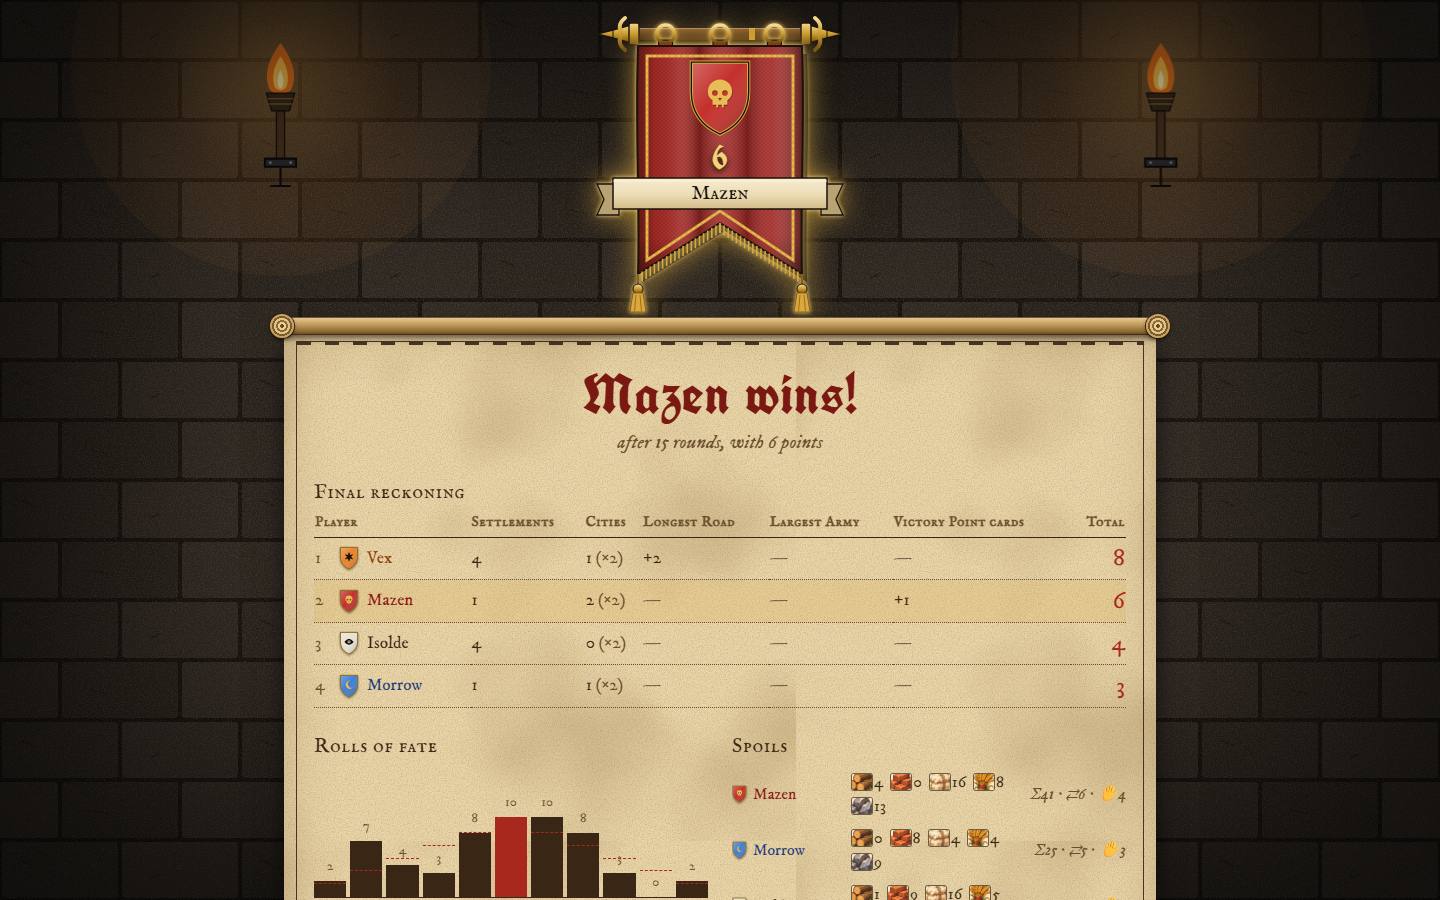 6
Mazen
Mazen wins!
after 15 rounds, with 6 points
Final reckoning
Player Settlements Cities Longest Road Largest Army Victory Point cards Total
1 Vex 4 1 (×2) +2 — — 8
2 Mazen 1 2 (×2) — — +1 6
3 Isolde 4 0 (×2) — — — 4
4 Morrow 1 1 (×2) — — — 3
Rolls of fate
2 7 4 3 8 10 10 8 3 0 2
Spoils
Mazen 4 0 16 8 13 Σ41 · ⇄6 · ✋4
Morrow 0 8 4 4 9 Σ25 · ⇄5 · ✋3
1 9 16 5